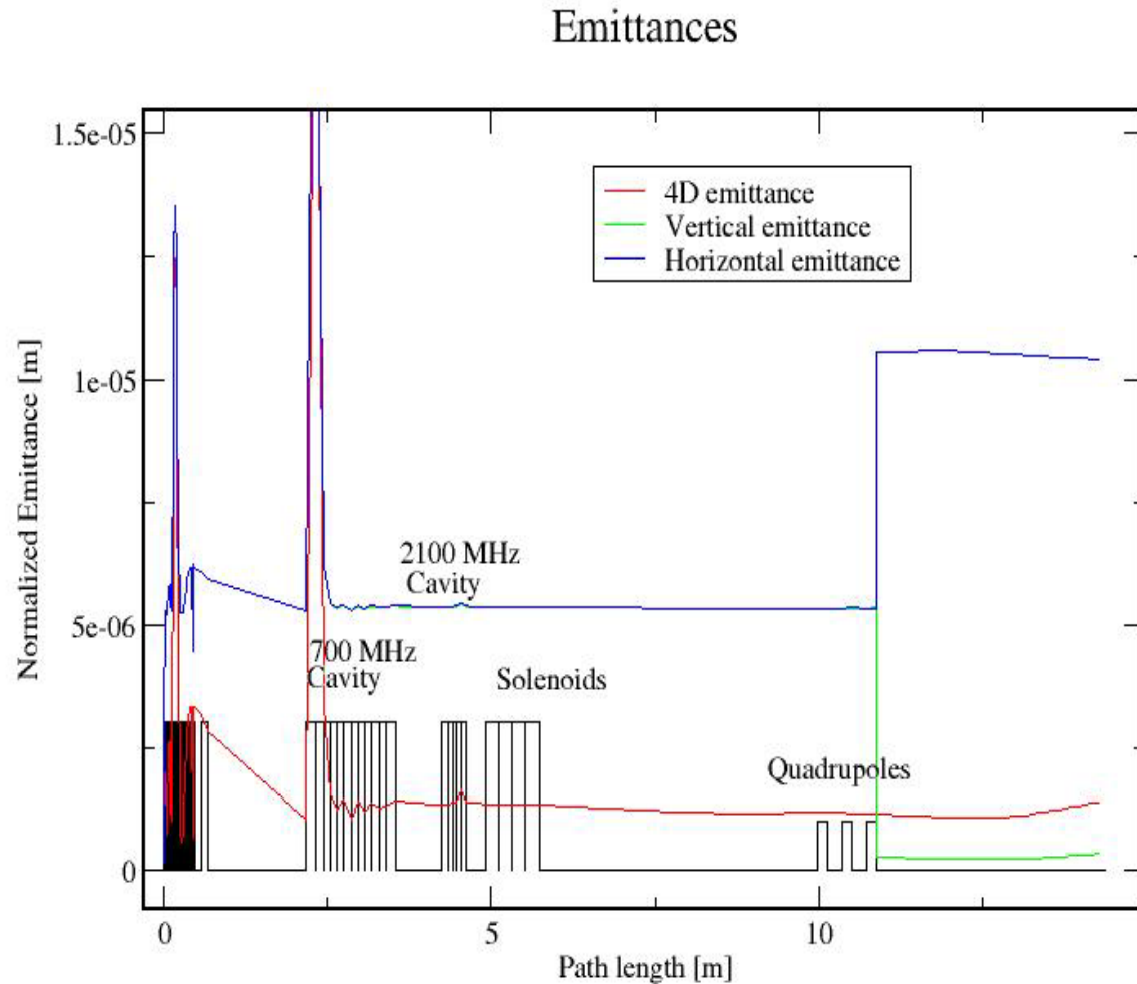 Emittances
1.5e-05
4D emittance
Vertical emittance
Horizontal emittance
Normalized Emittance [m]
1e-05
2100 MHz
Cavity
5e-06
700 MHz
Cavity
Solenoids
Quadrupoles
0
0
5
10
Path length [m]